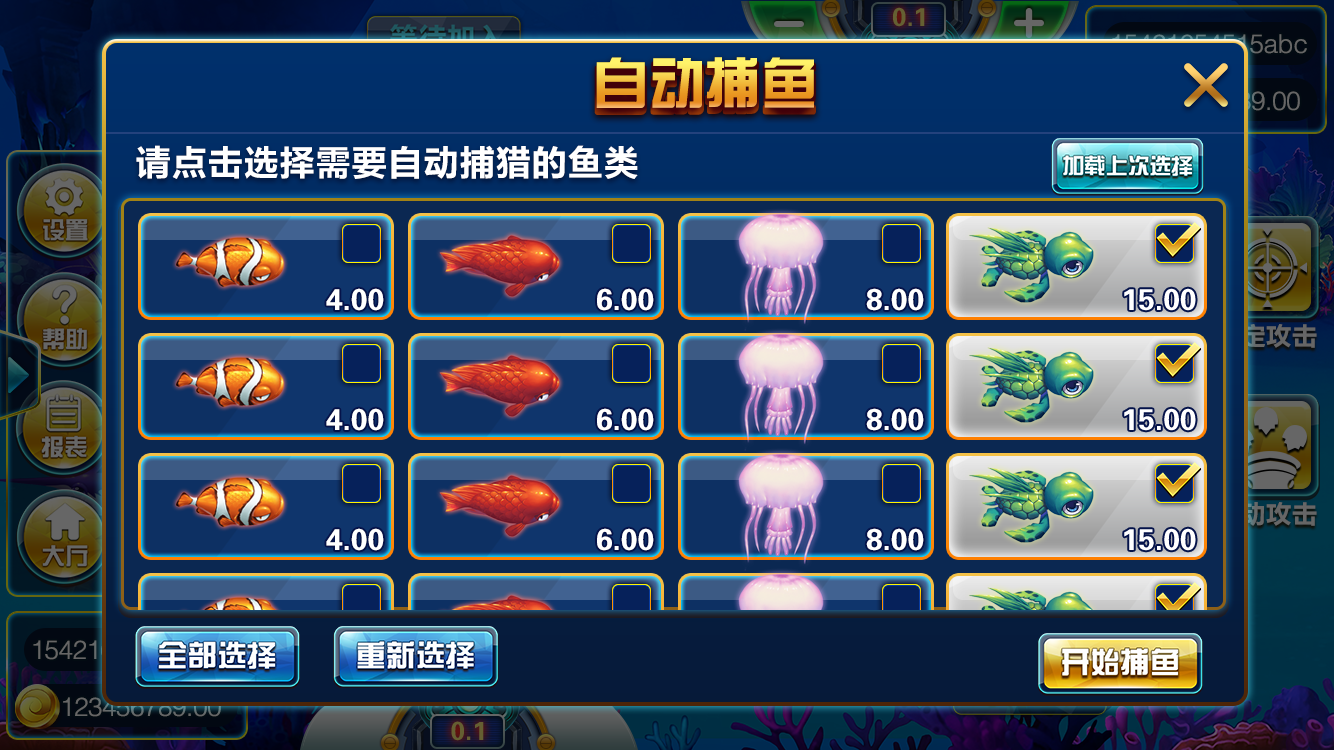 等待加入
0.1
自动捕鱼
89.00
请点击选择需要自动捕猎的鱼类
加载上次选择
设置
帮助
报表
大厅
4.00
6.00
8.00
15.00
4.00
6.00
8.00
15.00
4.00
6.00
8.00
15.00
定攻击
动攻击
全部选择
重新选择
开始捕鱼
15421
123456789.00
0.1